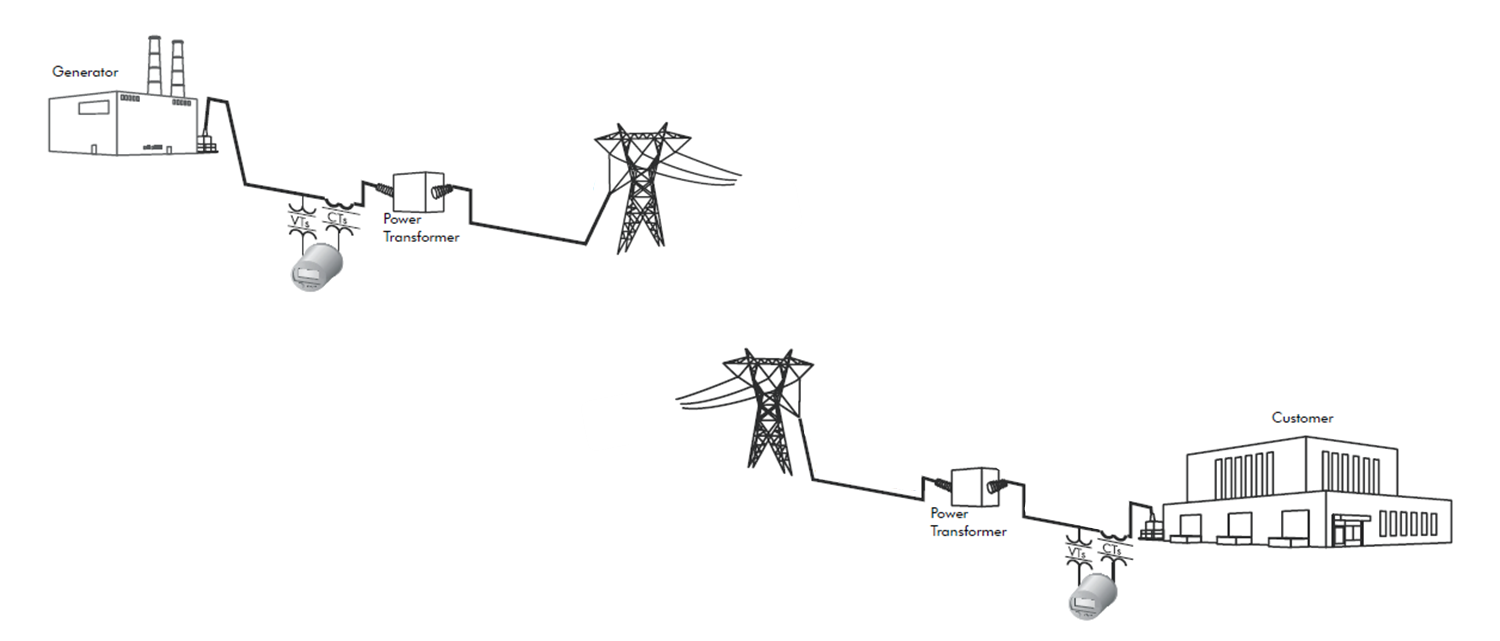 Generator
VTs
CTs
Power
Transformer
Customer
Power
Transformer
VTs
CTs